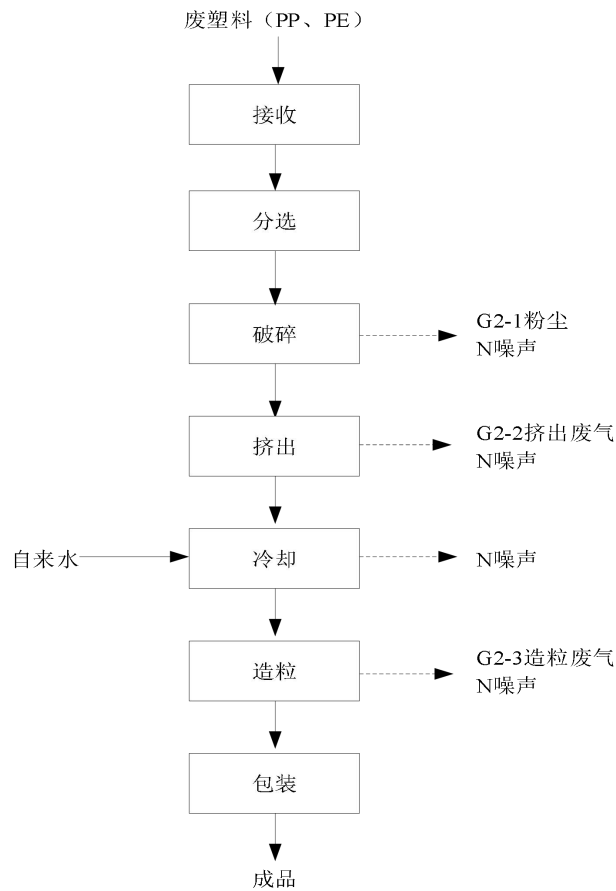 废塑料（PP、PE）
接收
分选
破碎
G2-1粉尘
N噪声
挤出
G2-2挤出废气
N噪声
自来水
冷却
N噪声
造粒
G2-3造粒废气
N噪声
包装
成品